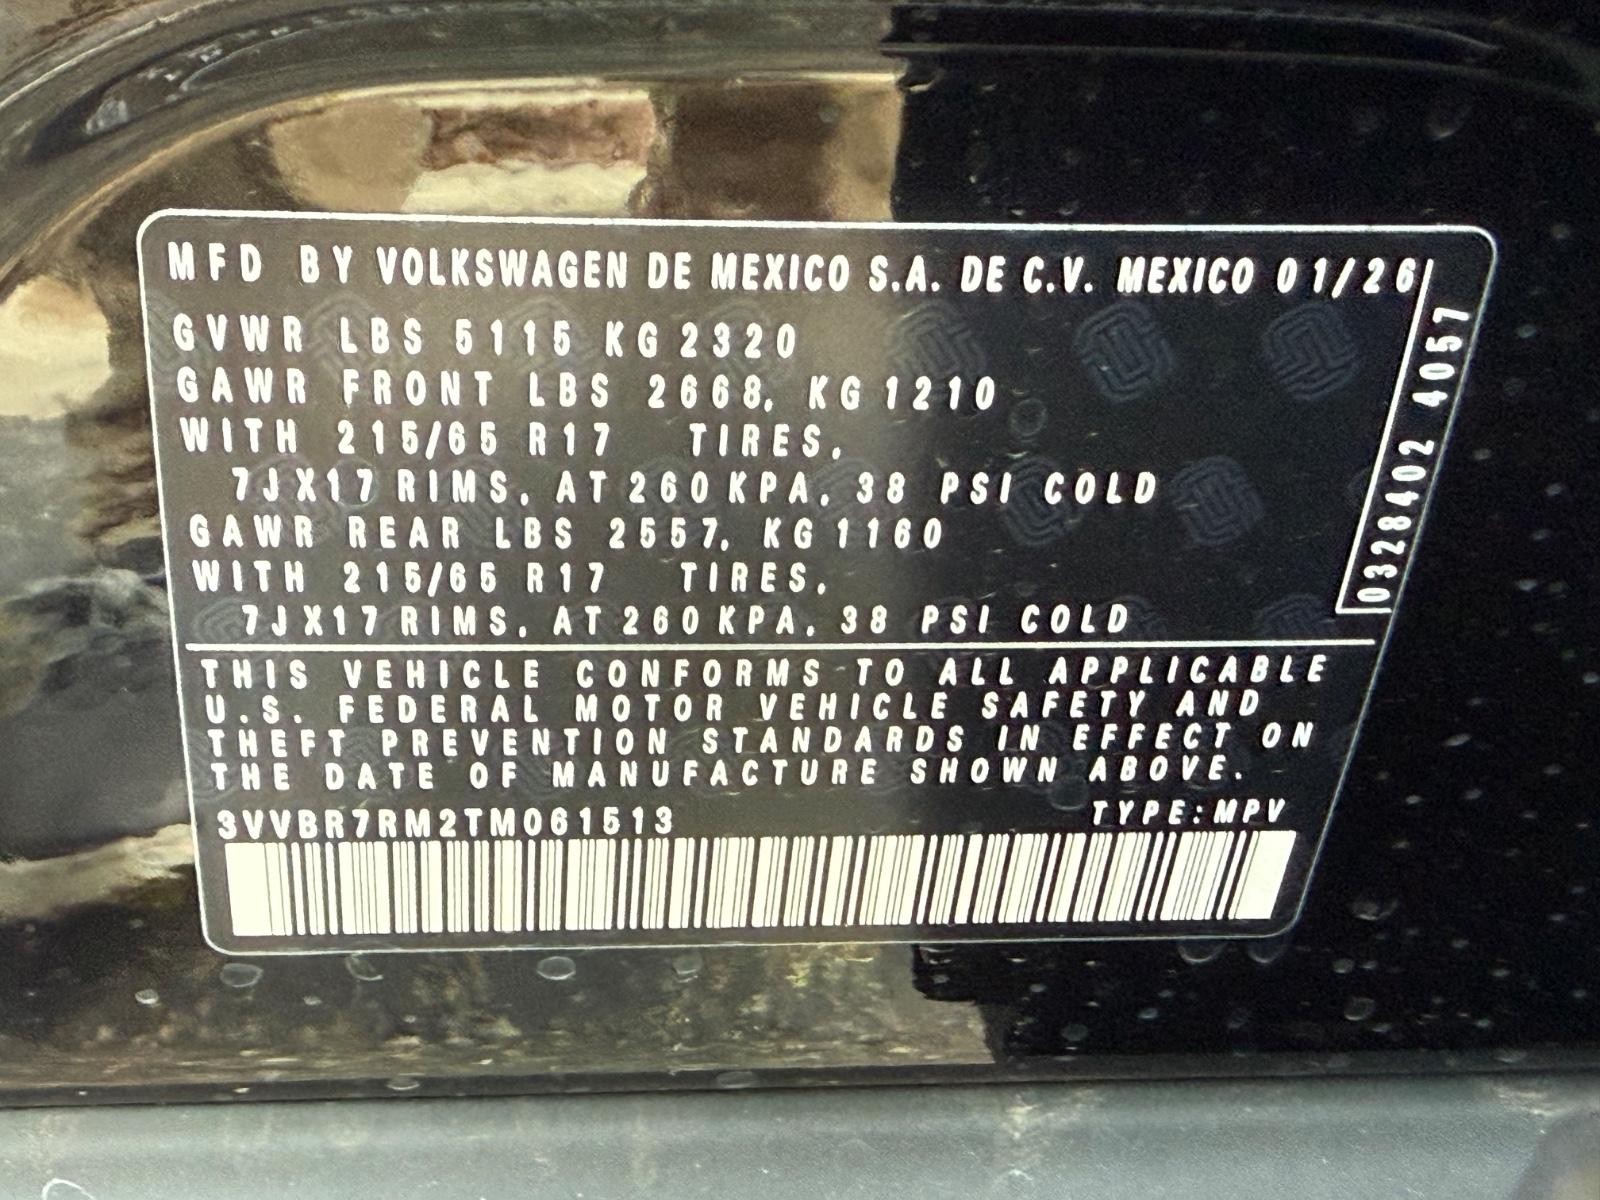 MFD BY VOLKSWAGEN DE MEXICO S.A. DE C.V. MEXICO 01/26
GVWR LBS 5115 KG 2320
GAWR FRONT LBS 2668, KG 1210
WITH 215/65 R17 TIRES,
7JX17 RIMS, AT 260 KPA, 38 PSI COLD
GAWR REAR LBS 2557, KG 1160
WITH 215/65 R17 TIRES,
7JX17 RIMS, AT 260 KPA, 38 PSI COLD
0328402 4057
THIS VEHICLE CONFORMS TO ALL APPLICABLE
U.S. FEDERAL MOTOR VEHICLE SAFETY AND
THEFT PREVENTION STANDARDS IN EFFECT ON
THE DATE OF MANUFACTURE SHOWN ABOVE.
3VVBR7RM2TM061513 TYPE: MPV